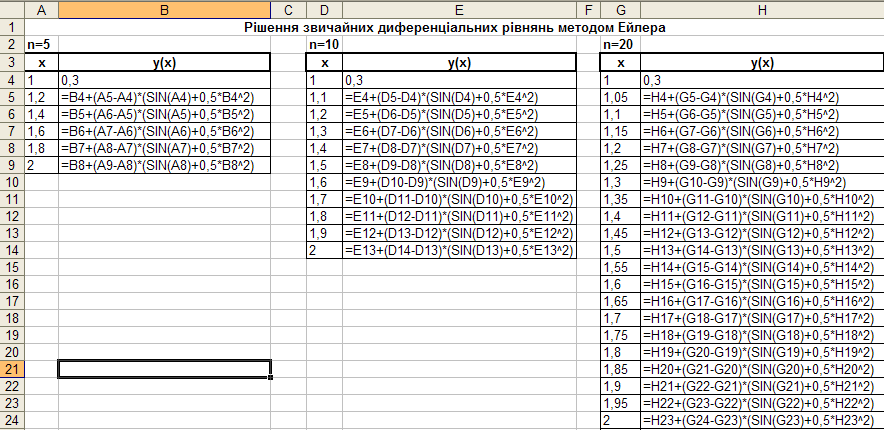 A B C D E F G H
1 Рішення звичайних диференціальних рівнянь методом Ейлера
2 n=5 n=10 n=20
3 x y(x) x y(x) x y(x)
4 1 0,3 1 0,3 1 0,3
5 1,2 =B4+(A5-A4)*(SIN(A4)+0,5*B4^2) 1,1 =E4+(D5-D4)*(SIN(D4)+0,5*E4^2) 1,05 =H4+(G5-G4)*(SIN(G4)+0,5*H4^2)
6 1,4 =B5+(A6-A5)*(SIN(A5)+0,5*B5^2) 1,2 =E5+(D6-D5)*(SIN(D5)+0,5*E5^2) 1,1 =H5+(G6-G5)*(SIN(G5)+0,5*H5^2)
7 1,6 =B6+(A7-A6)*(SIN(A6)+0,5*B6^2) 1,3 =E6+(D7-D6)*(SIN(D6)+0,5*E6^2) 1,15 =H6+(G7-G6)*(SIN(G6)+0,5*H6^2)
8 1,8 =B7+(A8-A7)*(SIN(A7)+0,5*B7^2) 1,4 =E7+(D8-D7)*(SIN(D7)+0,5*E7^2) 1,2 =H7+(G8-G7)*(SIN(G7)+0,5*H7^2)
9 2 =B8+(A9-A8)*(SIN(A8)+0,5*B8^2) 1,5 =E8+(D9-D8)*(SIN(D8)+0,5*E8^2) 1,25 =H8+(G9-G8)*(SIN(G8)+0,5*H8^2)
10 1,6 =E9+(D10-D9)*(SIN(D9)+0,5*E9^2) 1,3 =H9+(G10-G9)*(SIN(G9)+0,5*H9^2)
11 1,7 =E10+(D11-D10)*(SIN(D10)+0,5*E10^2) 1,35 =H10+(G11-G10)*(SIN(G10)+0,5*H10^2)
12 1,8 =E11+(D12-D11)*(SIN(D11)+0,5*E11^2) 1,4 =H11+(G12-G11)*(SIN(G11)+0,5*H11^2)
13 1,9 =E12+(D13-D12)*(SIN(D12)+0,5*E12^2) 1,45 =H12+(G13-G12)*(SIN(G12)+0,5*H12^2)
14 2 =E13+(D14-D13)*(SIN(D13)+0,5*E13^2) 1,5 =H13+(G14-G13)*(SIN(G13)+0,5*H13^2)
15 1,55 =H14+(G15-G14)*(SIN(G14)+0,5*H14^2)
16 1,6 =H15+(G16-G15)*(SIN(G15)+0,5*H15^2)
17 1,65 =H16+(G17-G16)*(SIN(G16)+0,5*H16^2)
18 1,7 =H17+(G18-G17)*(SIN(G17)+0,5*H17^2)
19 1,75 =H18+(G19-G18)*(SIN(G18)+0,5*H18^2)
20 1,8 =H19+(G20-G19)*(SIN(G19)+0,5*H19^2)
21 1,85 =H20+(G21-G20)*(SIN(G20)+0,5*H20^2)
22 1,9 =H21+(G22-G21)*(SIN(G21)+0,5*H21^2)
23 1,95 =H22+(G23-G22)*(SIN(G22)+0,5*H22^2)
24 2 =H23+(G24-G23)*(SIN(G23)+0,5*H23^2)